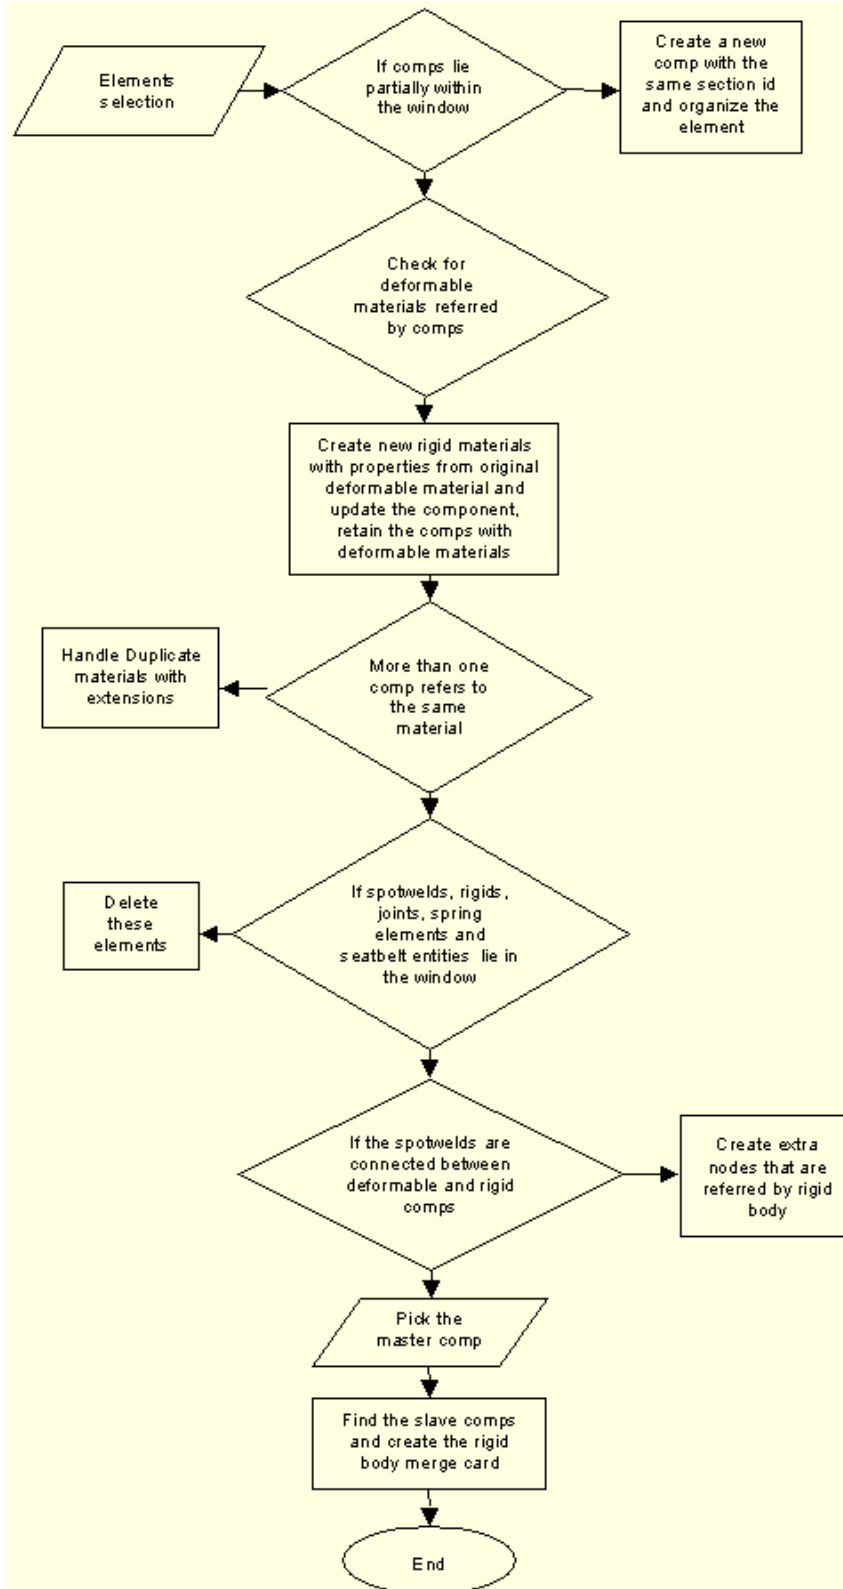 Elements
selection
If comps lie
partially within
the window
Create a new
comp with the
same section id
and organize the
element
Check for
deformable
materials referred
by comps
Create new rigid materials
with properties from original
deformable material and
update the component,
retain the comps with
deformable materials
More than one
comp refers to
the same
material
Handle Duplicate
materials with
extensions
If spotwelds, rigids,
joints, spring
elements and
seatbelt entities lie in
the window
Delete
these
elements
If the spotwelds are
connected between
deformable and rigid
comps
Create extra
nodes that are
referred by rigid
body
Pick the
master comp
Find the slave comps
and create the rigid
body merge card
End